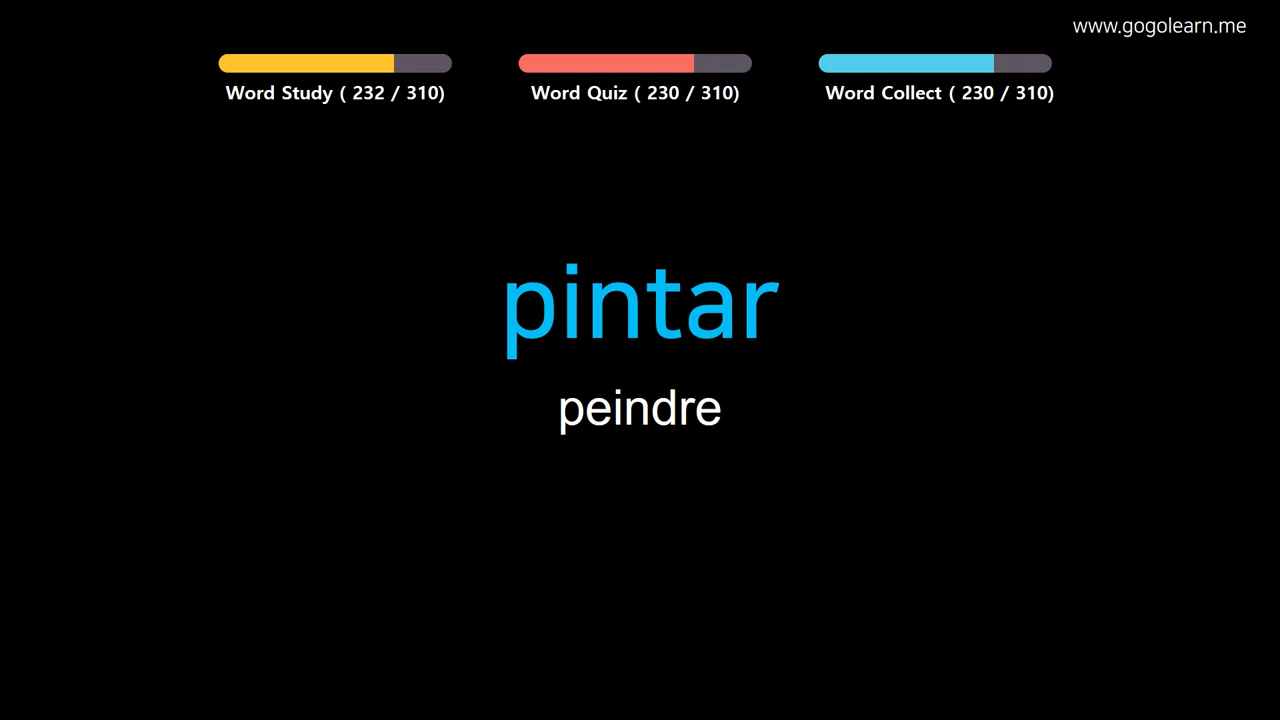 www.gogolearn.me
Word Study ( 232 / 310)
Word Quiz ( 230 / 310)
Word Collect ( 230 / 310)
pintar
peindre